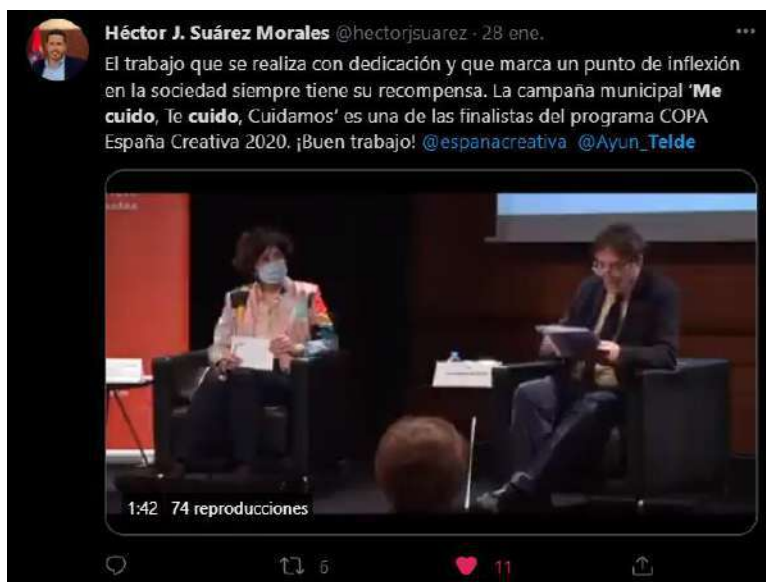 Héctor J. Suárez Morales @hectorjsuarez · 28 ene.
El trabajo que se realiza con dedicación y que marca un punto de inflexión
en la sociedad siempre tiene su recompensa. La campaña municipal 'Me
cuido, Te cuido, Cuidamos' es una de las finalistas del programa COPA
España Creativa 2020. ¡Buen trabajo! @espanacreativa @Ayun_Telde
1:42 74 reproducciones
6 11